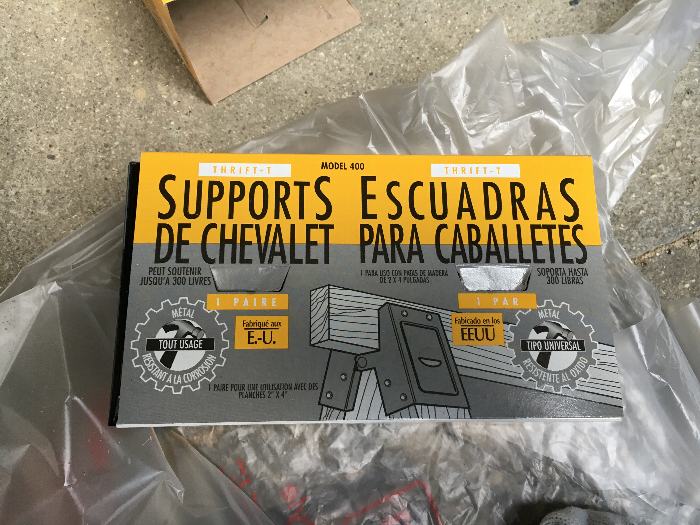 MODEL 400
THRIFT-T
SUPPORTS
DE CHEVALET
PEUT SOUTENIR
JUSQU'A 300 LIVRES
1 PAIRE
MÉTAL
TOUT USAGE
RESISTANT À LA CORROSION
Fabriqué aux
E.-U.
1 PAIRE POUR UNE UTILISATION AVEC DES
PLANCHES 2" X 4"
THRIFT-T
ESCUADRAS
PARA CABALLETES
1 PARA USO CON PATAS DE MADERA
DE 2 X 4 PULGADAS
SOPORTA HASTA
300 LIBRAS
1 PAR
Fabicado en los
EEUU
METAL
TIPO UNIVERSAL
RESISTENTE AL OXIDO